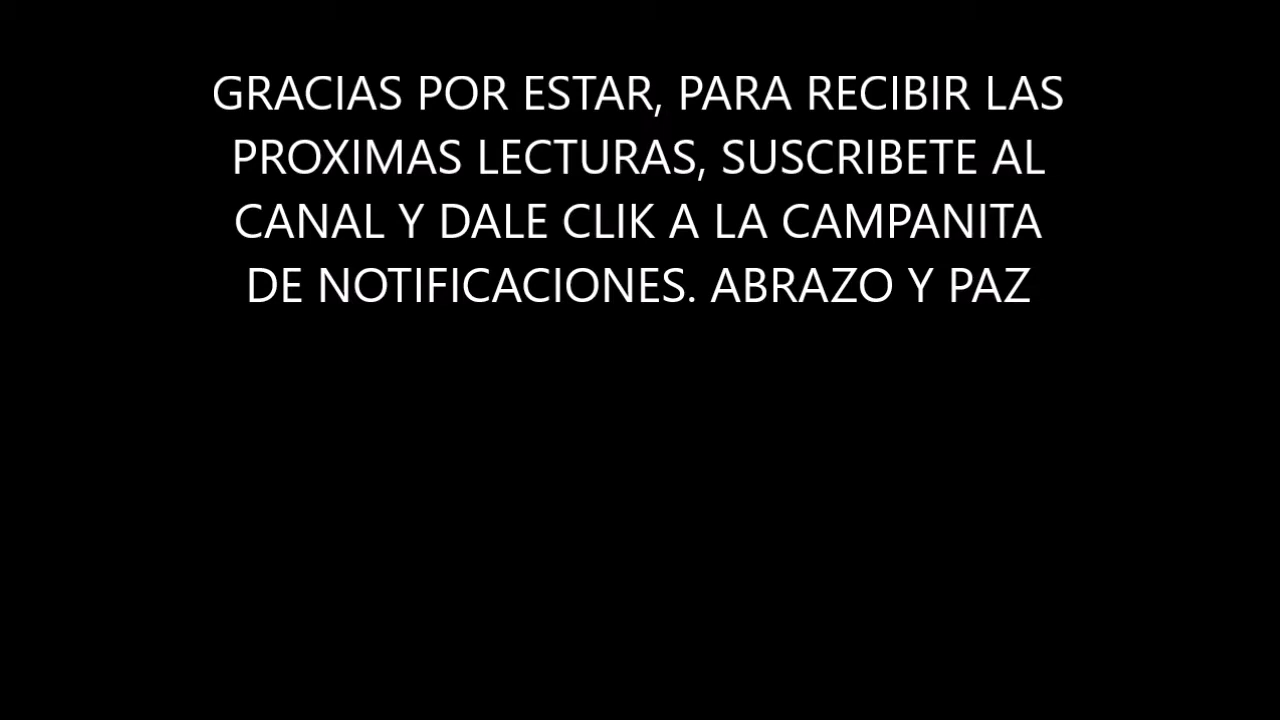 GRACIAS POR ESTAR, PARA RECIBIR LAS
PROXIMAS LECTURAS, SUSCRIBETE AL
CANAL Y DALE CLIK A LA CAMPANITA
DE NOTIFICACIONES. ABRAZO Y PAZ